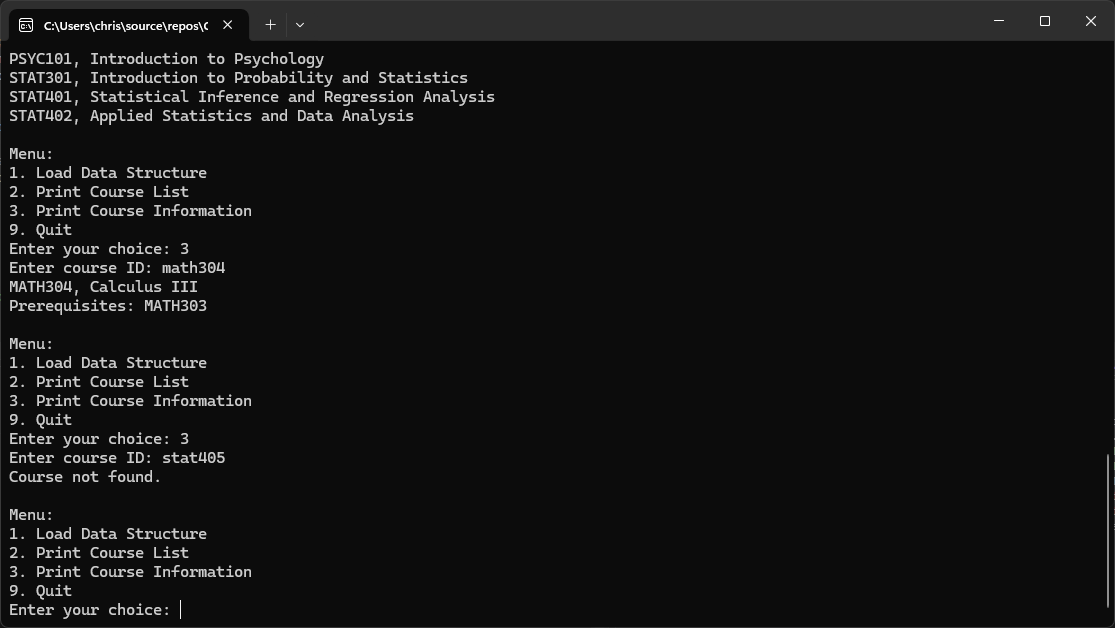 C:\Users\chris\source\repos\C
PSYC101, Introduction to Psychology
STAT301, Introduction to Probability and Statistics
STAT401, Statistical Inference and Regression Analysis
STAT402, Applied Statistics and Data Analysis
Menu:
1. Load Data Structure
2. Print Course List
3. Print Course Information
9. Quit
Enter your choice: 3
Enter course ID: math304
MATH304, Calculus III
Prerequisites: MATH303
Menu:
1. Load Data Structure
2. Print Course List
3. Print Course Information
9. Quit
Enter your choice: 3
Enter course ID: stat405
Course not found.
Menu:
1. Load Data Structure
2. Print Course List
3. Print Course Information
9. Quit
Enter your choice: